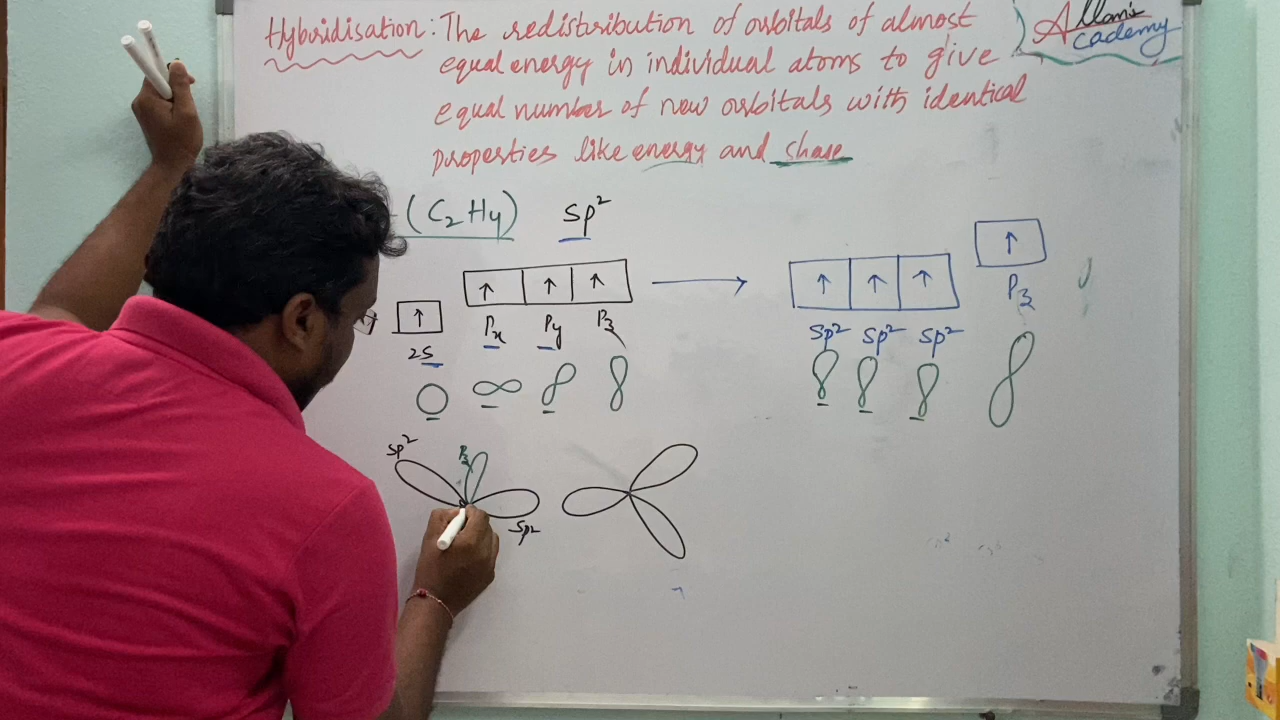 Hybridisation: The redistribution of orbitals of almost
equal energy in individual atoms to give
equal number of new orbitals with identical
properties like energy and shape
Allam's
Academy
(C₂H₄) sp²
2s Px Py Pz
sp² sp² sp² Pz
sp² Pz
sp²